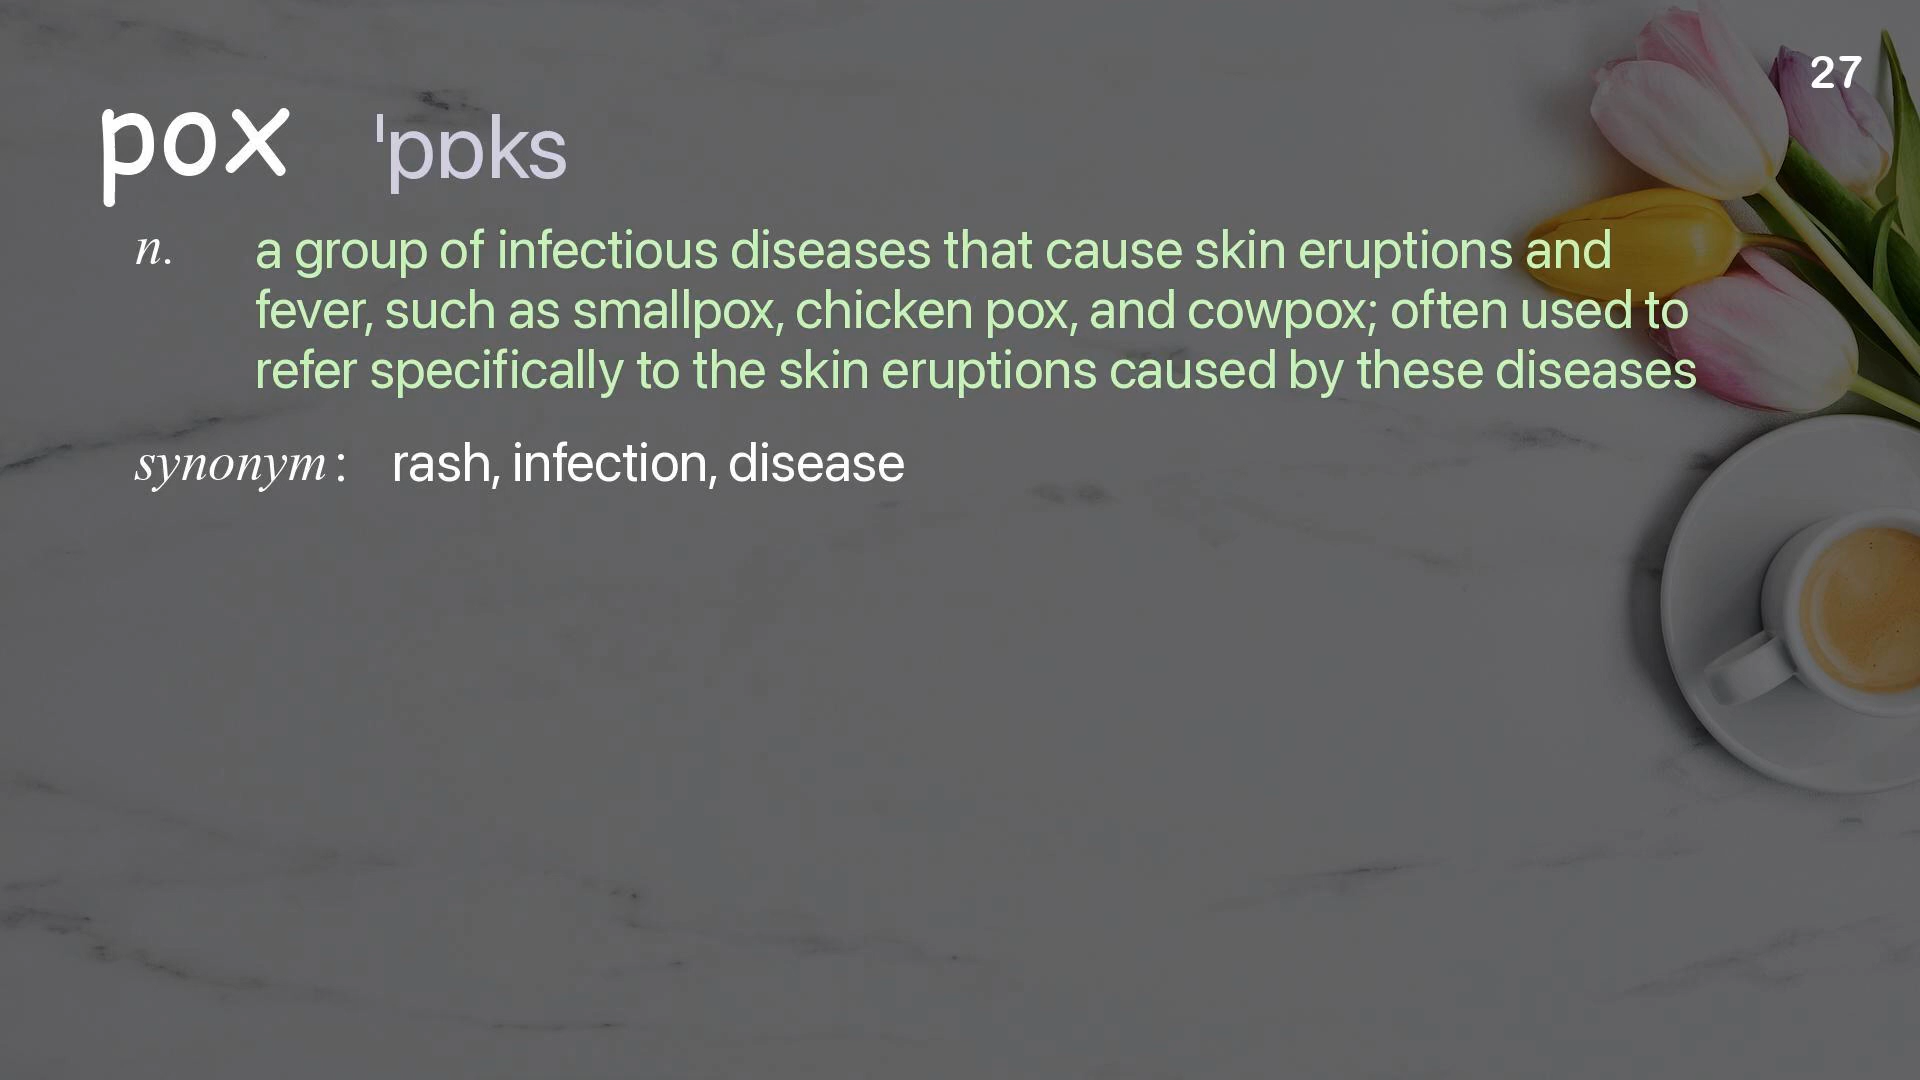 27
pox ˈpɒks
n. a group of infectious diseases that cause skin eruptions and
fever, such as smallpox, chicken pox, and cowpox; often used to
refer specifically to the skin eruptions caused by these diseases
synonym: rash, infection, disease